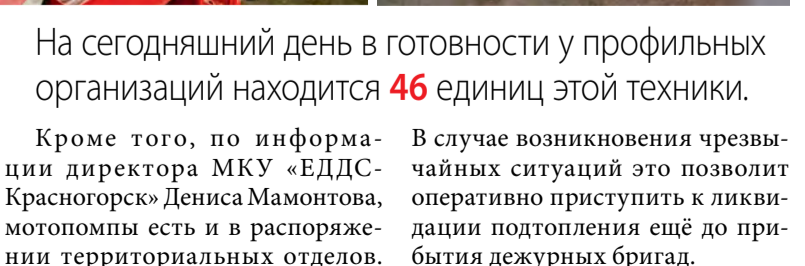 На сегодняшний день в готовности у профильных
организаций находится 46 единиц этой техники.
Кроме того, по информа-
ции директора МКУ «ЕДДС-
Красногорск» Дениса Мамонтова,
мотопомпы есть и в распоряже-
нии территориальных отделов.
В случае возникновения чрезвы-
чайных ситуаций это позволит
оперативно приступить к ликви-
дации подтопления ещё до при-
бытия дежурных бригад.